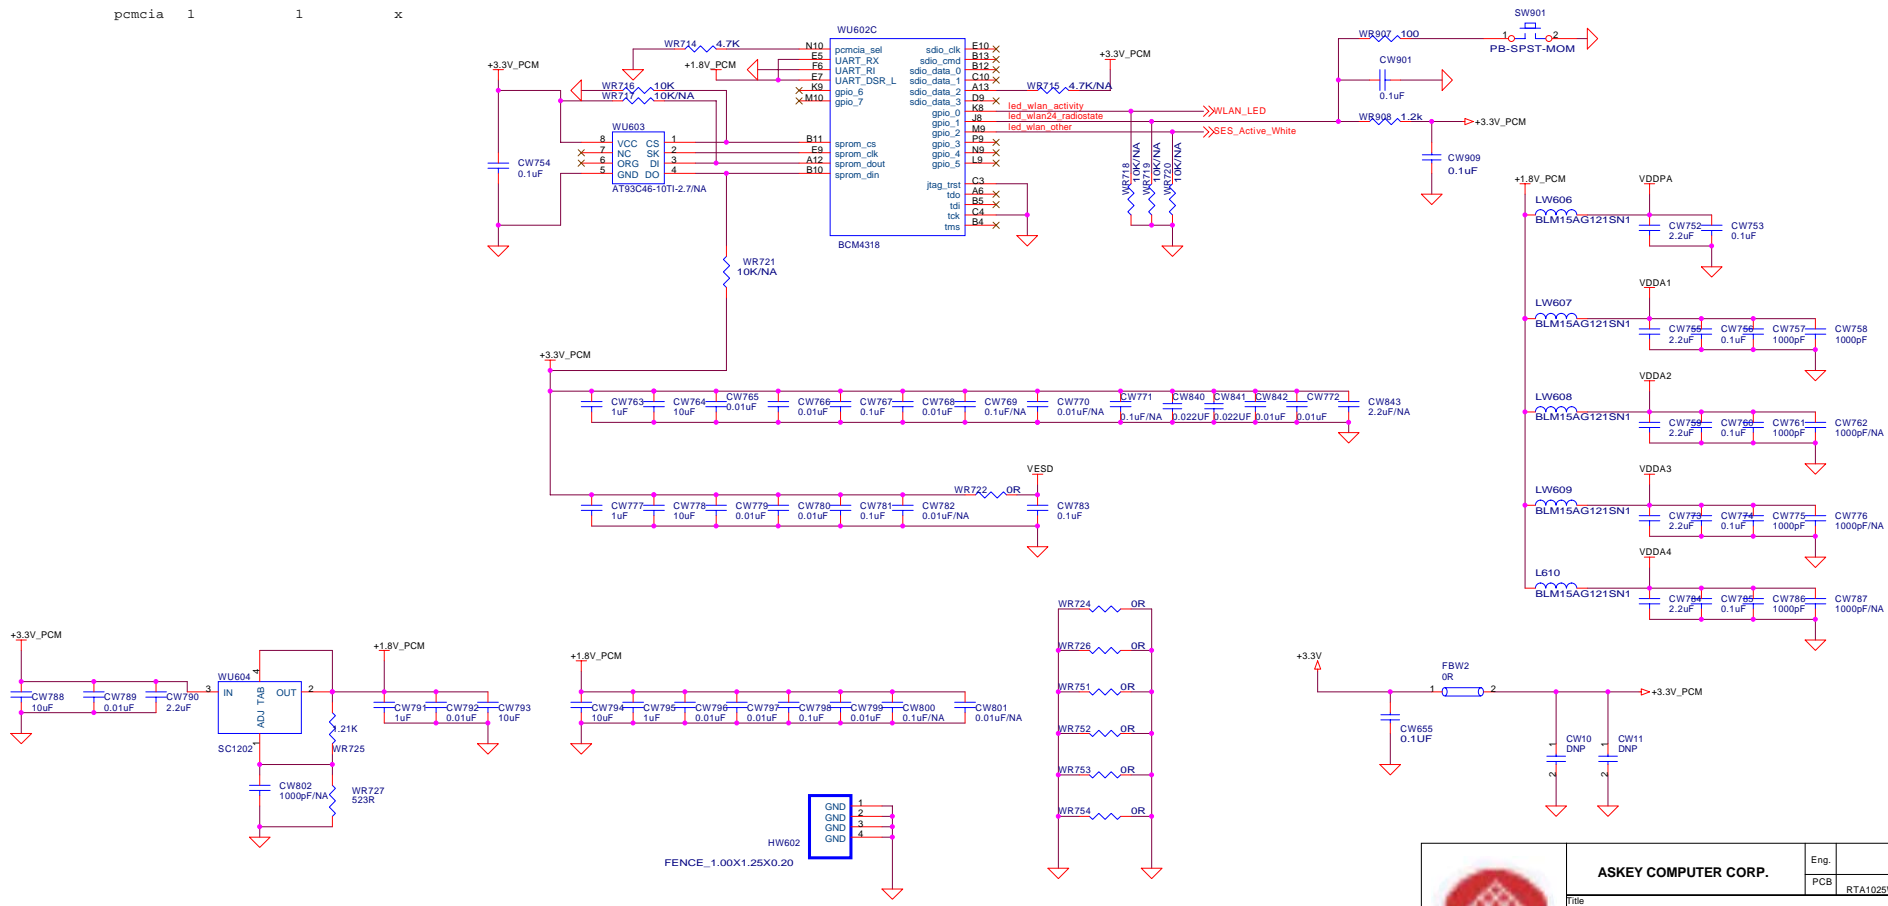 pcmcia 1 1 x
SW901
1 2
PB-SPST-MOM
WR907 100
CW901
0.1uF
WR908 1.2k
+3.3V_PCM
CW909
0.1uF
WU602C
BCM4318
N10 pcmcia_sel
E5 UART_RX
F6 UART_RI
E7 UART_DSR_L
K9 gpio_6
M10 gpio_7
B11 sprom_cs
E9 sprom_clk
A12 sprom_dout
B10 sprom_din
sdio_clk E10
sdio_cmd B13
sdio_data_0 B12
sdio_data_1 C10
sdio_data_2 A13
sdio_data_3 D9
gpio_0 K8
gpio_1 J8
gpio_2 M9
gpio_3 P9
gpio_4 N9
gpio_5 L9
jtag_trst C3
tdo A6
tdi B5
tck C4
tms B4
WR714 4.7K
+1.8V_PCM
+3.3V_PCM
WR716 10K
WR717 10K/NA
WU603
8 VCC CS 1
7 NC SK 2
6 ORG DI 3
5 GND DO 4
AT93C46-10TI-2.7/NA
CW754
0.1uF
+3.3V_PCM
WR715 4.7K/NA
led_wlan_activity
WLAN_LED
led_wlan24_radiostate
led_wlan_other
SES_Active_White
WR718 10K/NA
WR719 10K/NA
WR720 10K/NA
WR721
10K/NA
+1.8V_PCM
VDDPA
LW606
BLM15AG121SN1
CW752
2.2uF
CW753
0.1uF
VDDA1
LW607
BLM15AG121SN1
CW755 CW756 CW757 CW758
2.2uF 0.1uF 1000pF 1000pF
VDDA2
LW608
BLM15AG121SN1
CW759 CW760 CW761 CW762
2.2uF 0.1uF 1000pF 1000pF/NA
VDDA3
LW609
BLM15AG121SN1
CW773 CW774 CW775 CW776
2.2uF 0.1uF 1000pF 1000pF/NA
VDDA4
L610
BLM15AG121SN1
CW784 CW785 CW786 CW787
2.2uF 0.1uF 1000pF 1000pF/NA
+3.3V_PCM
CW763 CW764 CW765 CW766 CW767 CW768 CW769 CW770 CW771 CW840 CW841 CW842 CW772 CW843
1uF 10uF 0.01uF 0.01uF 0.1uF 0.01uF 0.1uF/NA 0.01uF/NA 0.1uF/NA 0.022UF 0.022UF 0.01uF 0.01uF 2.2uF/NA
VESD
WR722 0R
CW777 CW778 CW779 CW780 CW781 CW782 CW783
1uF 10uF 0.01uF 0.01uF 0.1uF 0.01uF/NA 0.1uF
+3.3V_PCM
CW788 CW789 CW790
10uF 0.01uF 2.2uF
WU604
3 IN ADJ TAB OUT 2
4
1
SC1202
1.21K
WR725
CW802
1000pF/NA
WR727
523R
+1.8V_PCM
CW791 CW792 CW793
1uF 0.01uF 10uF
+1.8V_PCM
CW794 CW795 CW796 CW797 CW798 CW799 CW800 CW801
10uF 1uF 0.01uF 0.01uF 0.1uF 0.01uF 0.1uF/NA 0.01uF/NA
WR724 0R
WR726 0R
WR751 0R
WR752 0R
WR753 0R
WR754 0R
HW602
GND 1
GND 2
GND 3
GND 4
FENCE_1.00X1.25X0.20
+3.3V
FBW2
0R
1 2
+3.3V_PCM
CW655
0.1UF
CW10
DNP
1
2
CW11
DNP
1
2
ASKEY COMPUTER CORP.
Eng.
PCB
Title